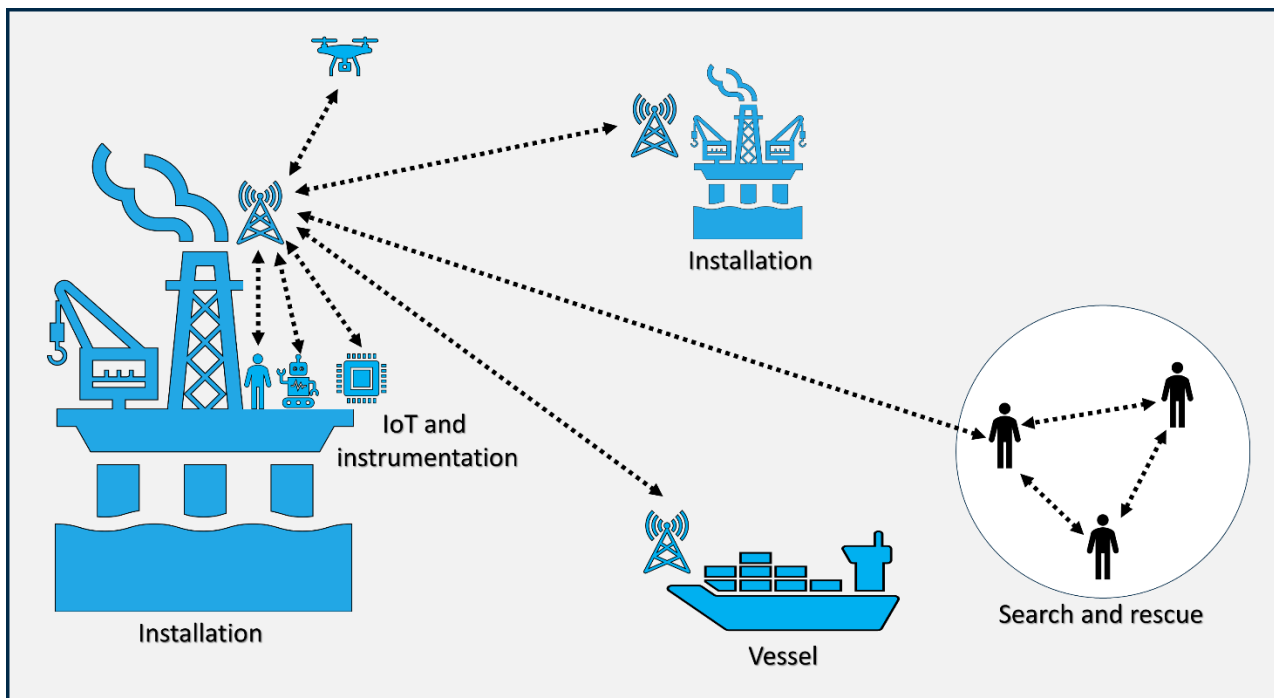 Installation
IoT and
instrumentation
Installation
Vessel
Search and rescue